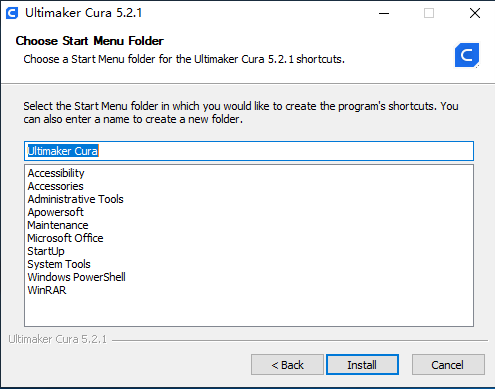 Ultimaker Cura 5.2.1
Choose Start Menu Folder
Choose a Start Menu folder for the Ultimaker Cura 5.2.1 shortcuts.
Select the Start Menu folder in which you would like to create the program's shortcuts. You
can also enter a name to create a new folder.
Ultimaker Cura
Accessibility
Accessories
Administrative Tools
Apowersoft
Maintenance
Microsoft Office
StartUp
System Tools
Windows PowerShell
WinRAR
Ultimaker Cura 5.2.1
< Back
Install
Cancel